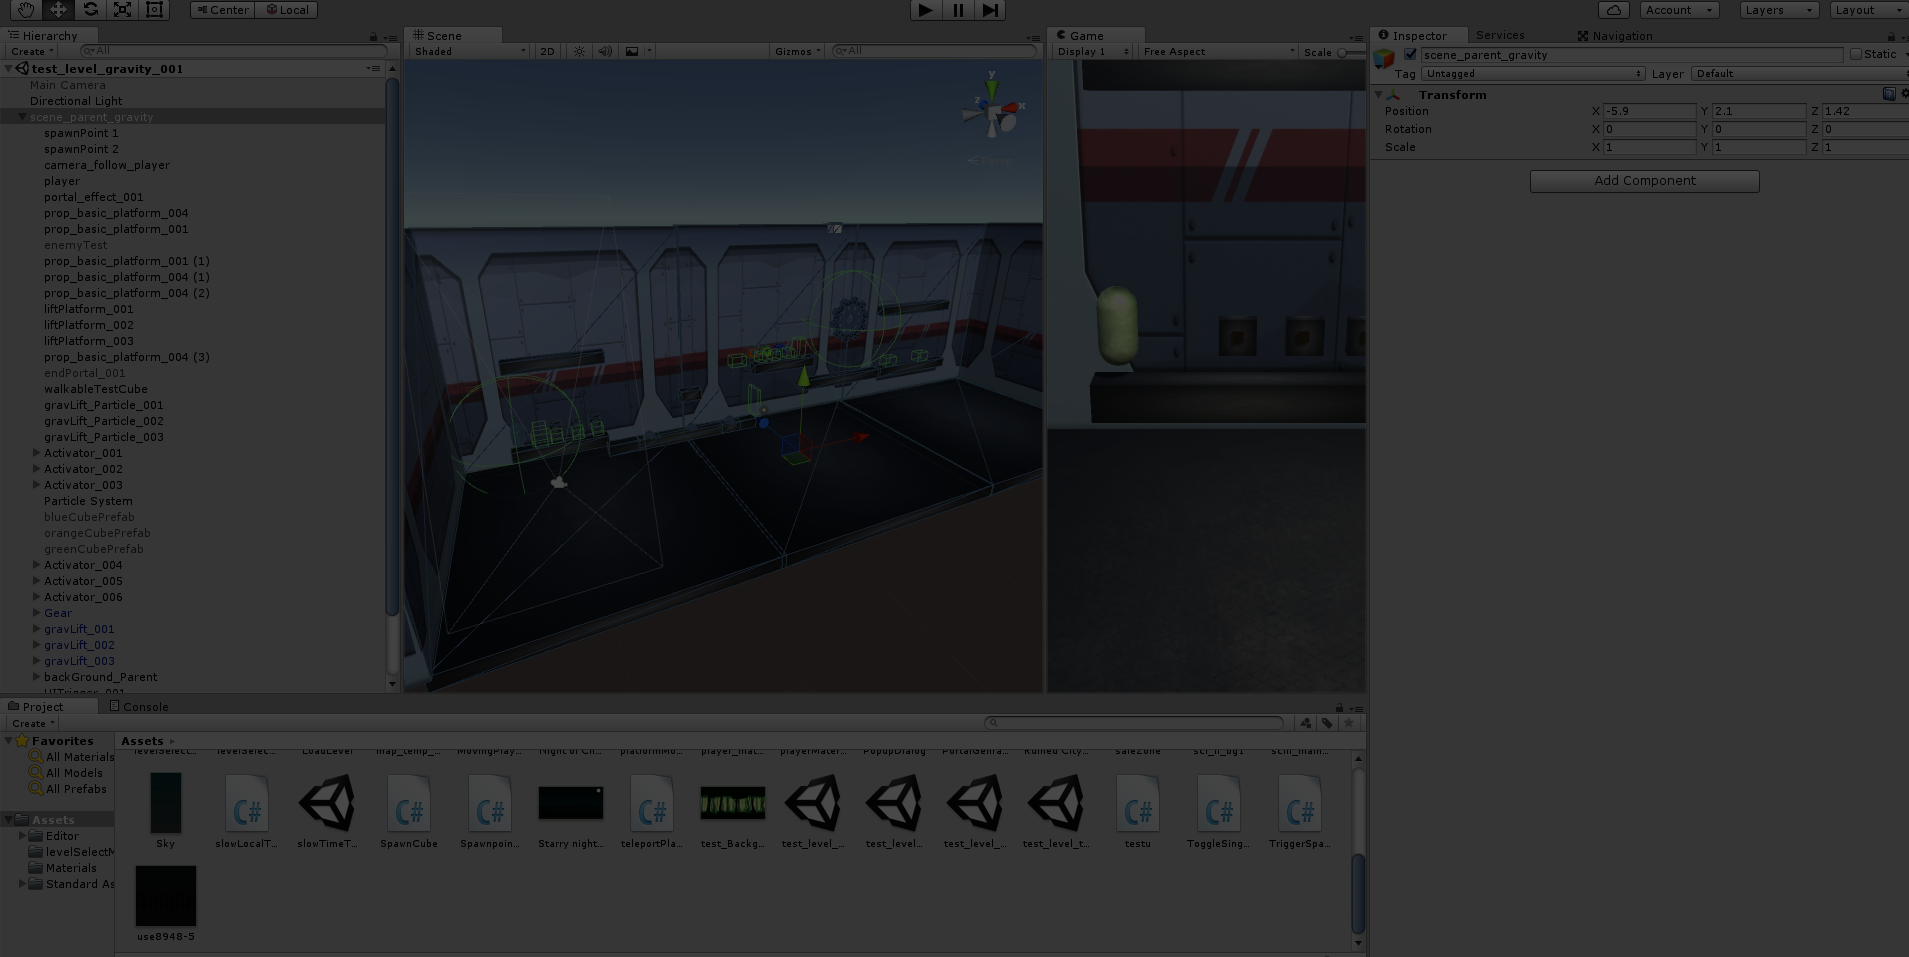 Center Local Account Layers Layout
Hierarchy
Create All
test_level_gravity_001
Main Camera
Directional Light
scene_parent_gravity
spawnPoint 1
spawnPoint 2
camera_follow_player
player
portal_effect_001
prop_basic_platform_004
prop_basic_platform_001
enemyTest
prop_basic_platform_001 (1)
prop_basic_platform_004 (1)
prop_basic_platform_004 (2)
liftPlatform_001
liftPlatform_002
liftPlatform_003
prop_basic_platform_004 (3)
endPortal_001
walkableTestCube
gravLift_Particle_001
gravLift_Particle_002
gravLift_Particle_003
Activator_001
Activator_002
Activator_003
Particle System
blueCubePrefab
orangeCubePrefab
greenCubePrefab
Activator_004
Activator_005
Activator_006
Gear
gravLift_001
gravLift_002
gravLift_003
backGround_Parent
Scene
Shaded 2D Gizmos All
y
z x
Persp
Game
Display 1 Free Aspect Scale
Inspector Services Navigation
scene_parent_gravity Static
Tag Untagged Layer Default
Transform
Position X -5.9 Y 2.1 Z 1.42
Rotation X 0 Y 0 Z 0
Scale X 1 Y 1 Z 1
Add Component
Project Console
Create
Favorites
All Materials
All Models
All Prefabs
Assets
Editor
levelSelectM
Materials
Standard As
Assets
C# C# C# C# C# C# C#
Sky slowLocalT... slowTimeT... SpawnCube Spawnpoin... Starry night... teleportPla... test_Backg... test_level_... test_level... test_level_... test_level_t... testu ToggleSing... TriggerSpa...
use8948-5